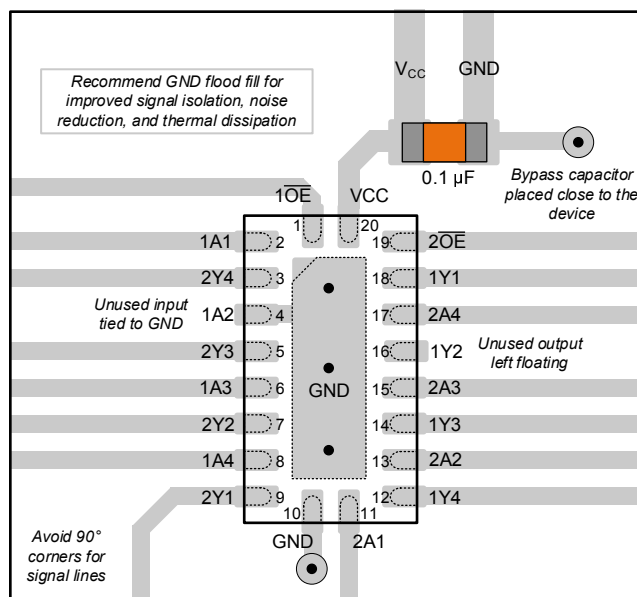 V_CC GND
Recommend GND flood fill for
improved signal isolation, noise
reduction, and thermal dissipation
0.1 µF
Bypass capacitor
placed close to the
device
1O̅E̅ VCC
1 20
1A1 2 19 2O̅E̅
2Y4 3 18 1Y1
Unused input
tied to GND
1A2 4 17 2A4
2Y3 5 16 1Y2
Unused output
left floating
1A3 6 GND 15 2A3
2Y2 7 14 1Y3
1A4 8 13 2A2
2Y1 9 12 1Y4
10 11
GND 2A1
Avoid 90°
corners for
signal lines